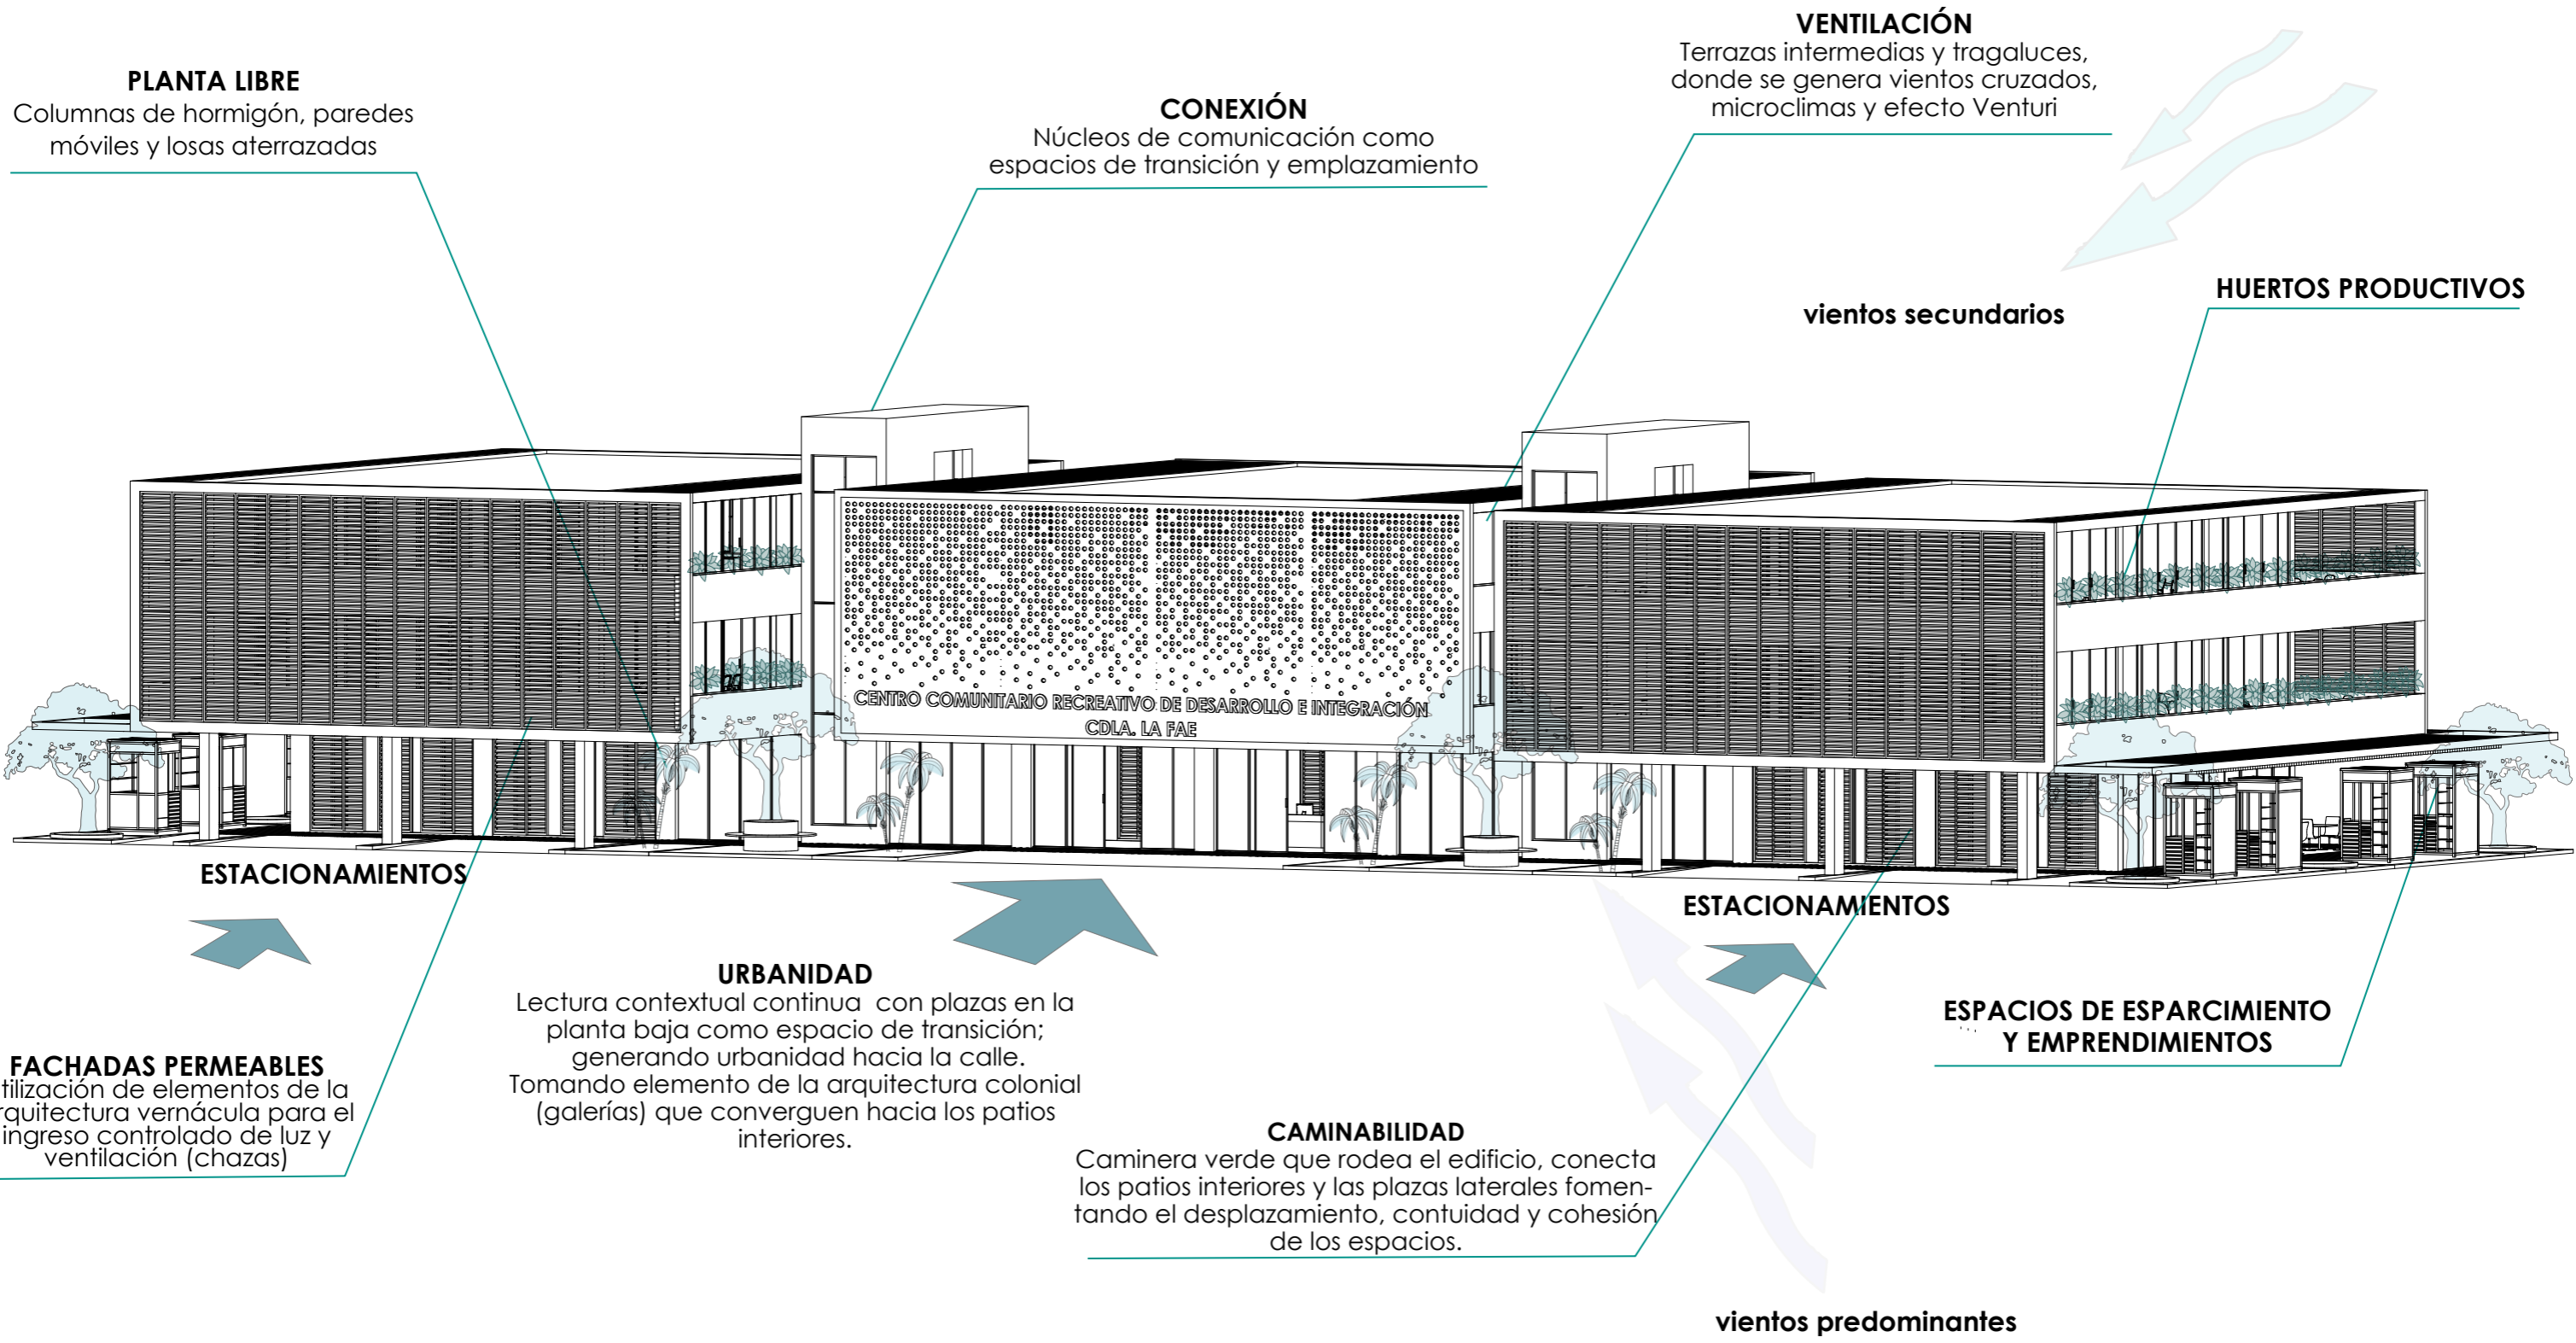 VENTILACIÓN
Terrazas intermedias y tragaluces,
donde se genera vientos cruzados,
microclimas y efecto Venturi
PLANTA LIBRE
Columnas de hormigón, paredes
móviles y losas aterrazadas
CONEXIÓN
Núcleos de comunicación como
espacios de transición y emplazamiento
HUERTOS PRODUCTIVOS
vientos secundarios
CENTRO COMUNITARIO RECREATIVO DE DESARROLLO E INTEGRACIÓN
CDLA. LA FAE
ESTACIONAMIENTOS
ESTACIONAMIENTOS
URBANIDAD
Lectura contextual continua con plazas en la
planta baja como espacio de transición;
generando urbanidad hacia la calle.
Tomando elemento de la arquitectura colonial
(galerías) que converguen hacia los patios
interiores.
ESPACIOS DE ESPARCIMIENTO
Y EMPRENDIMIENTOS
FACHADAS PERMEABLES
tilización de elementos de la
rquitectura vernácula para el
ingreso controlado de luz y
ventilación (chazas)
CAMINABILIDAD
Caminera verde que rodea el edificio, conecta
los patios interiores y las plazas laterales fomen-
tando el desplazamiento, contuidad y cohesión
de los espacios.
vientos predominantes